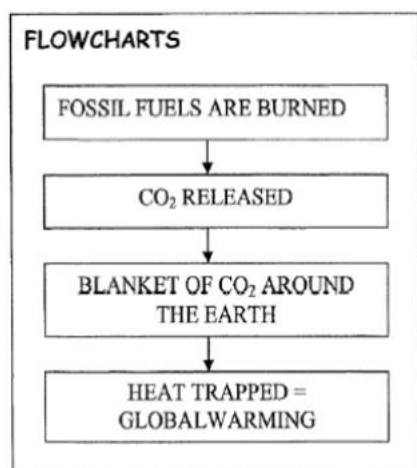 FLOWCHARTS
FOSSIL FUELS ARE BURNED
CO₂ RELEASED
BLANKET OF CO₂ AROUND
THE EARTH
HEAT TRAPPED =
GLOBALWARMING